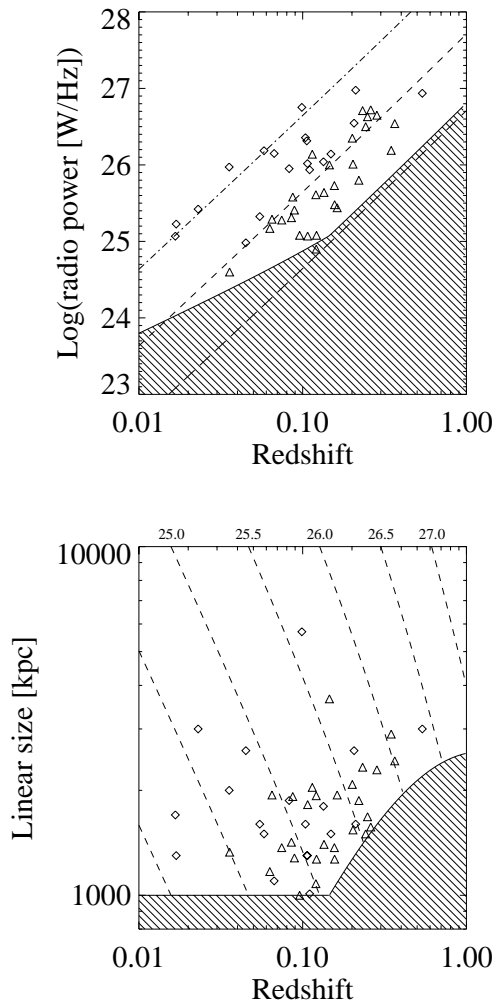 28
27
26
25
24
23
Log(radio power [W/Hz])
0.01 0.10 1.00
Redshift
25.0 25.5 26.0 26.5 27.0
10000
1000
Linear size [kpc]
0.01 0.10 1.00
Redshift